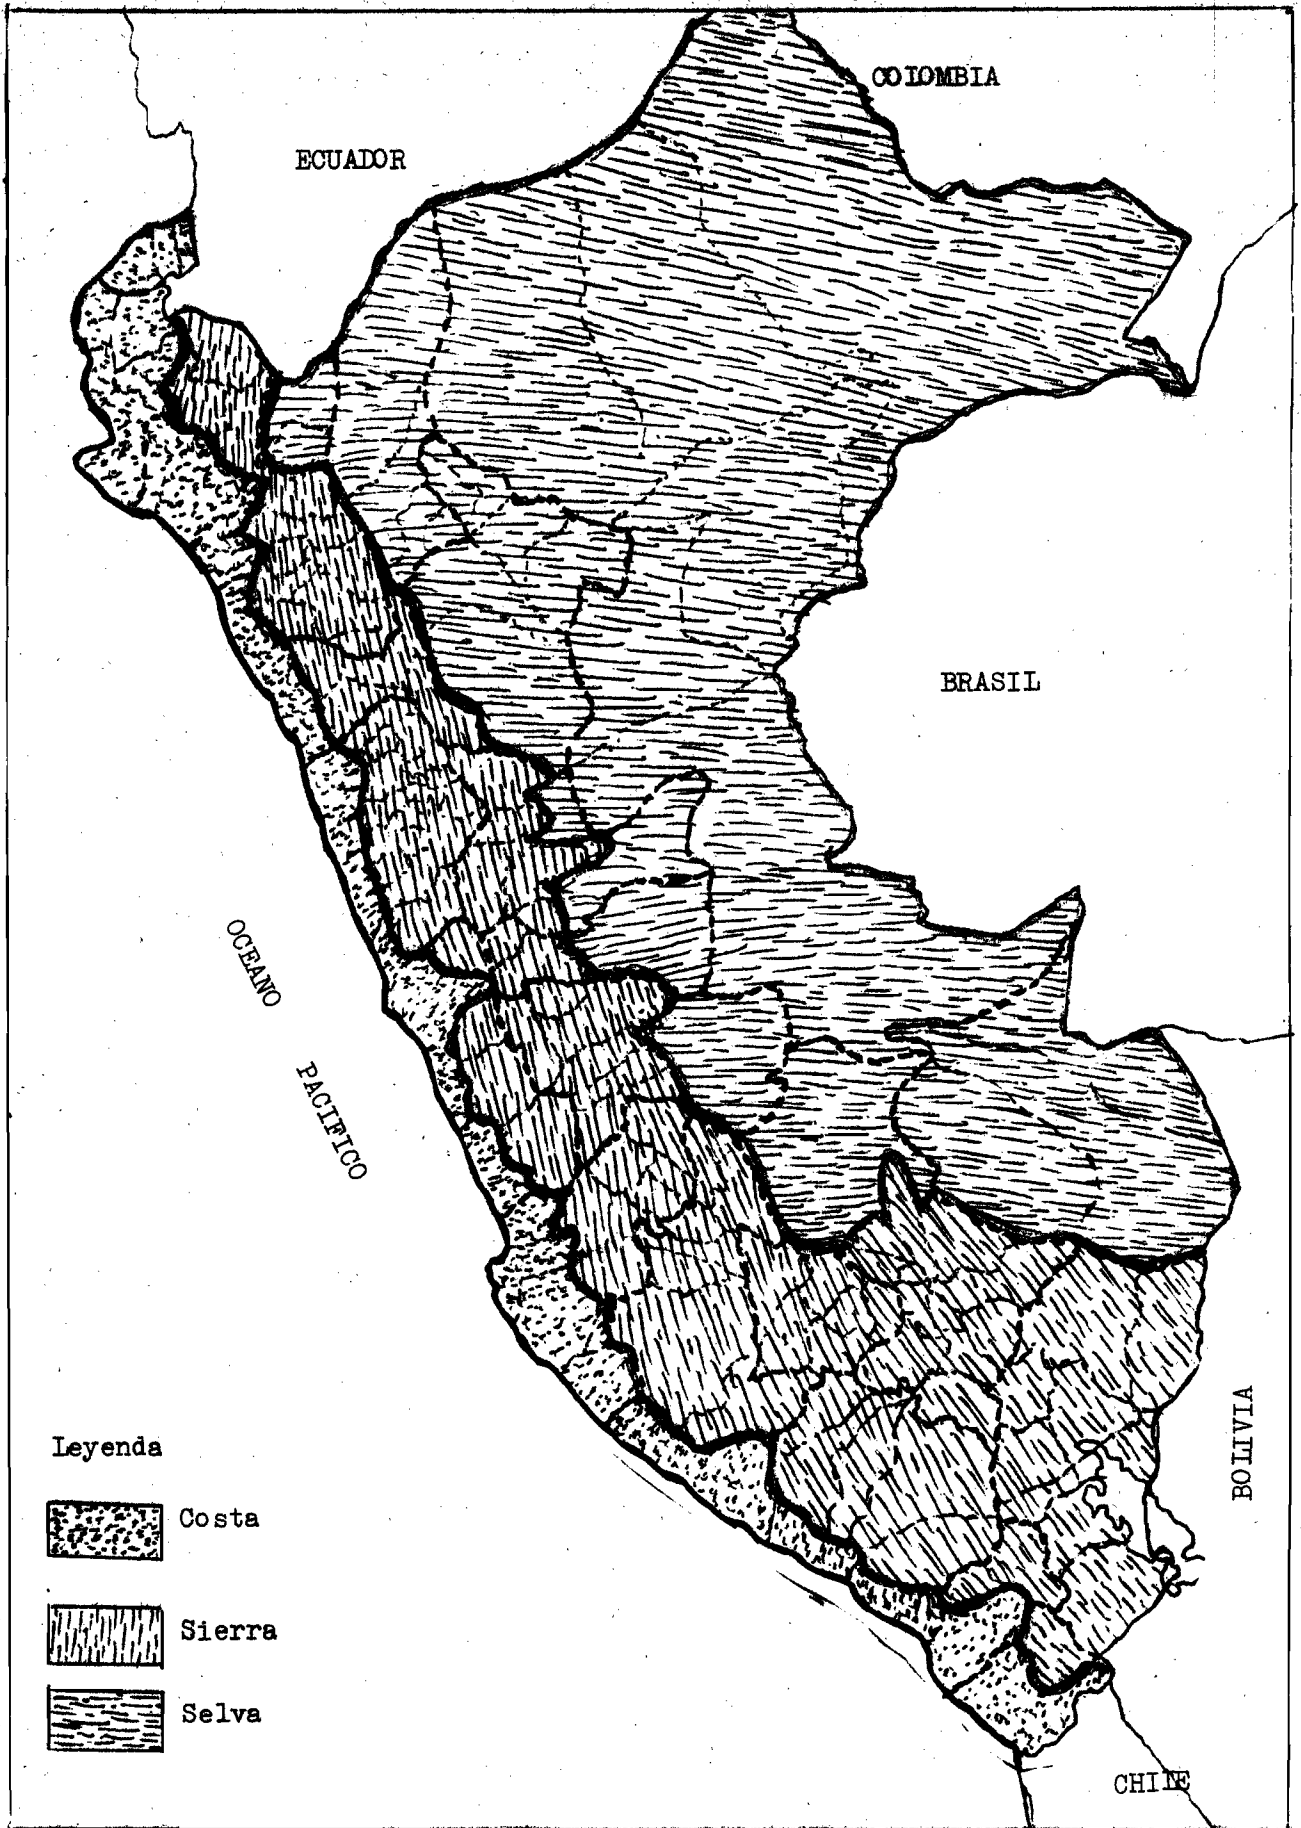 COLOMBIA
ECUADOR
BRASIL
OCEANO
PACIFICO
BOLIVIA
Leyenda
Costa
Sierra
Selva
CHILE